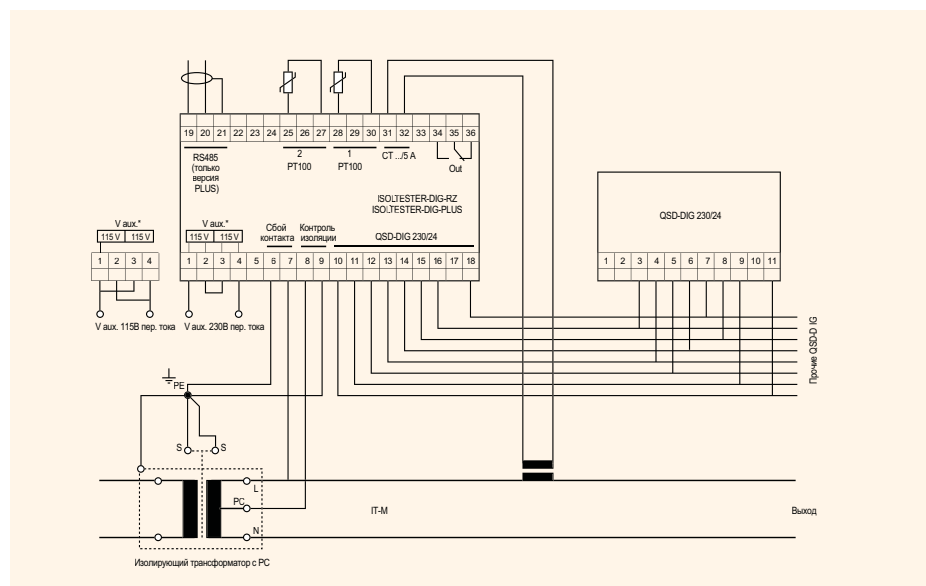 19 20 21 22 23 24 25 26 27 28 29 30 31 32 33 34 35 36
RS485
(только
версия
PLUS)
2
PT100
1
PT100
CT .../5 A
Out
ISOLTESTER-DIG-RZ
ISOLTESTER-DIG-PLUS
QSD-DIG 230/24
V aux.*
115 V 115 V
V aux.*
115 V 115 V
Сбой
контакта
Контроль
изоляции
QSD-DIG 230/24
1 2 3 4
1 2 3 4 5 6 7 8 9 10 11 12 13 14 15 16 17 18
1 2 3 4 5 6 7 8 9 10 11
V aux. 115В пер. тока
V aux. 230В пер. тока
Прочие QSD-D IG
PE
S
S
L
PC
N
IT-M
Выход
Изолирующий трансформатор с PC